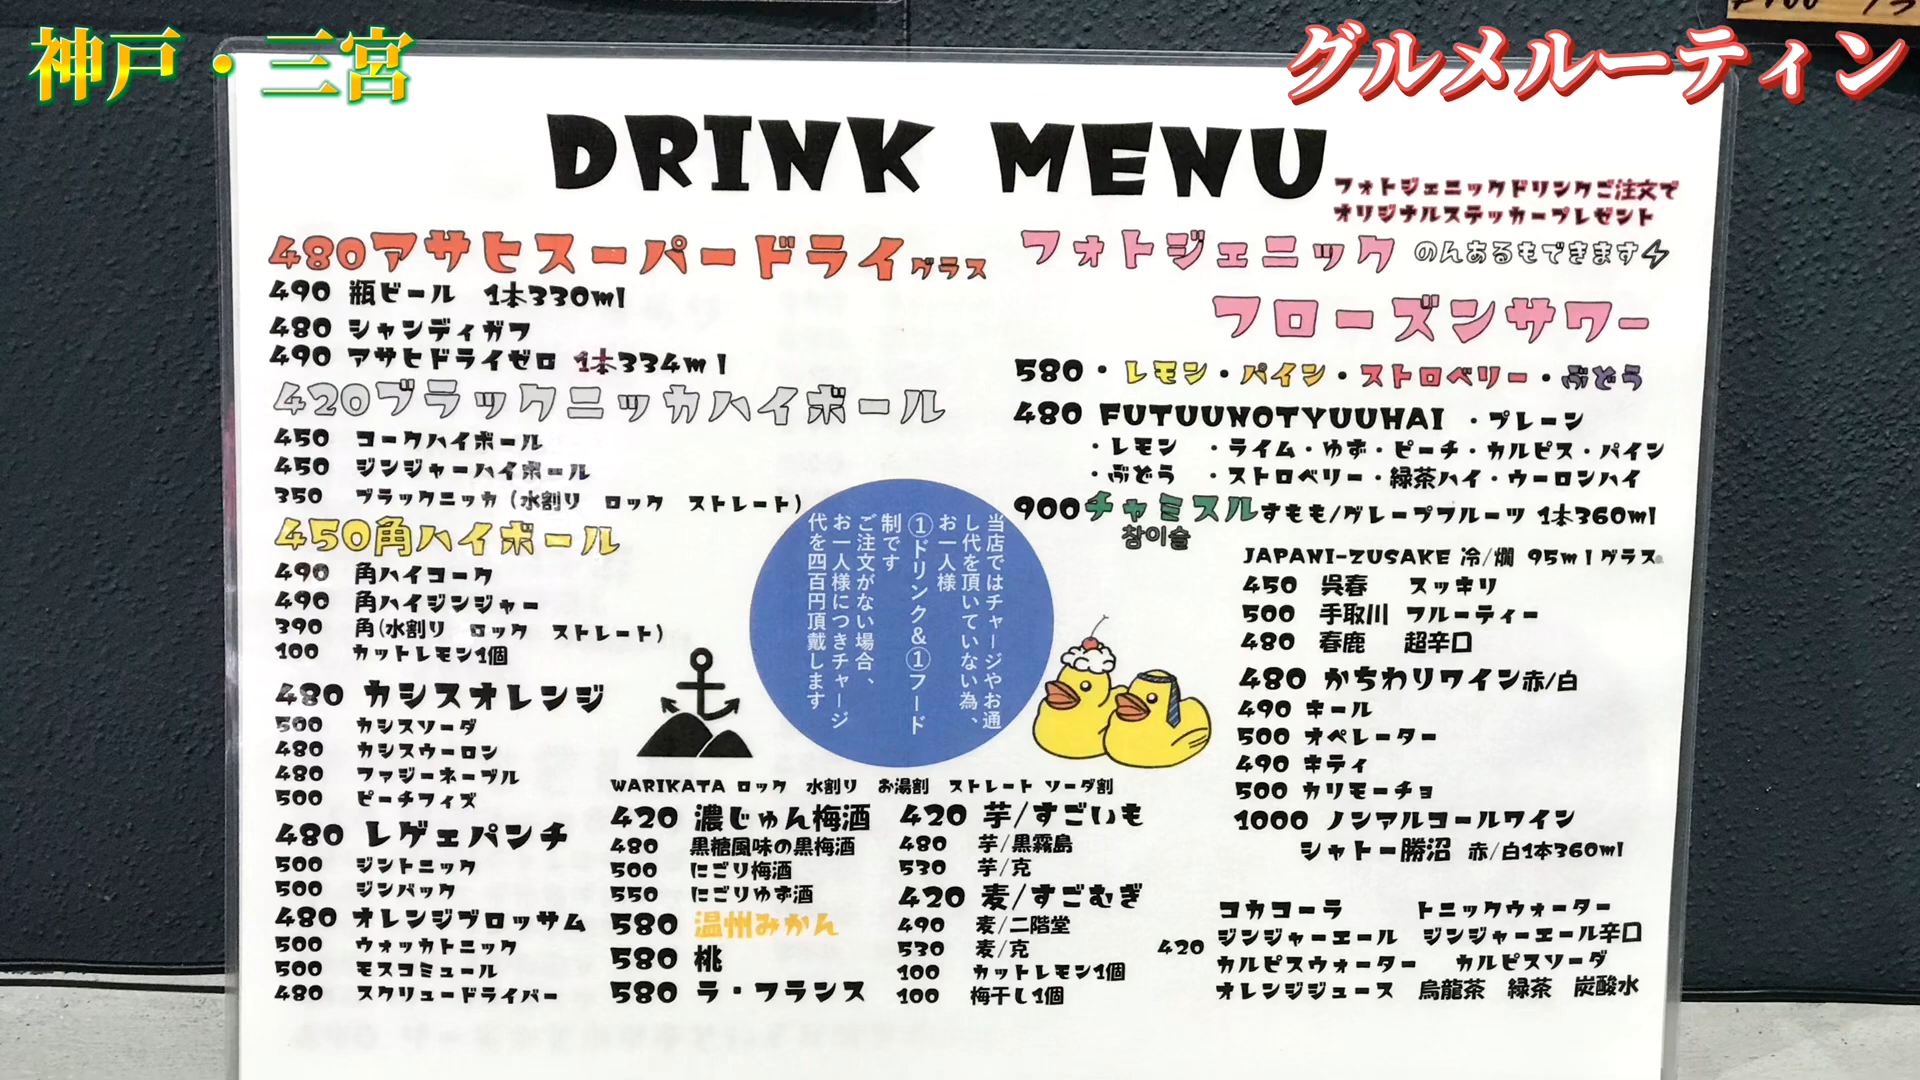 神戸・三宮
グルメルーティン
DRINK MENU
フォトジェニックドリンクご注文で
オリジナルステッカープレゼント
480アサヒスーパードライグラス
490 瓶ビール 1本330ml
480 シャンディガフ
490 アサヒドライゼロ 1本334ml
420ブラックニッカハイボール
450 コークハイボール
450 ジンジャーハイボール
350 ブラックニッカ(水割り ロック ストレート)
450角ハイボール
490 角ハイコーク
490 角ハイジンジャー
390 角(水割り ロック ストレート)
100 カットレモン1個
480 カシスオレンジ
500 カシスソーダ
480 カシスウーロン
480 ファジーネーブル
500 ピーチフィズ
480 レゲェパンチ
500 ジントニック
500 ジンバック
480 オレンジブロッサム
500 ウォッカトニック
500 モスコミュール
480 スクリュードライバー
当店ではチャージやお通
し代を頂いていない為、
お一人様
①ドリンク&①フード
制です
ご注文がない場合、
お一人様につきチャージ
代を四百円頂戴します
WARIKATA ロック 水割り お湯割 ストレート ソーダ割
420 濃じゅん梅酒
480 黒糖風味の黒梅酒
500 にごり梅酒
550 にごりゆず酒
580 温州みかん
580 桃
580 ラ・フランス
420 芋/すごいも
480 芋/黒霧島
530 芋/克
420 麦/すごむぎ
490 麦/二階堂
530 麦/克
100 カットレモン1個
100 梅干し1個
フォトジェニック のんあるもできます
フローズンサワー
580・レモン・パイン・ストロベリー・ぶどう
480 FUTUUNOTYUUHAI ・プレーン
・レモン ・ライム・ゆず・ピーチ・カルピス・パイン
・ぶどう ・ストロベリー・緑茶ハイ・ウーロンハイ
900チャミスルすもも/グレープフルーツ 1本360ml
참이슬
JAPANI-ZUSAKE 冷/燗 95mlグラス
450 呉春 スッキリ
500 手取川 フルーティー
480 春鹿 超辛口
480 かちわりワイン赤/白
490 キール
500 オペレーター
490 キティ
500 カリモーチョ
1000 ノンアルコールワイン
シャトー勝沼 赤/白1本360ml
コカコーラ トニックウォーター
ジンジャーエール ジンジャーエール辛口
420
カルピスウォーター カルピスソーダ
オレンジジュース 烏龍茶 緑茶 炭酸水